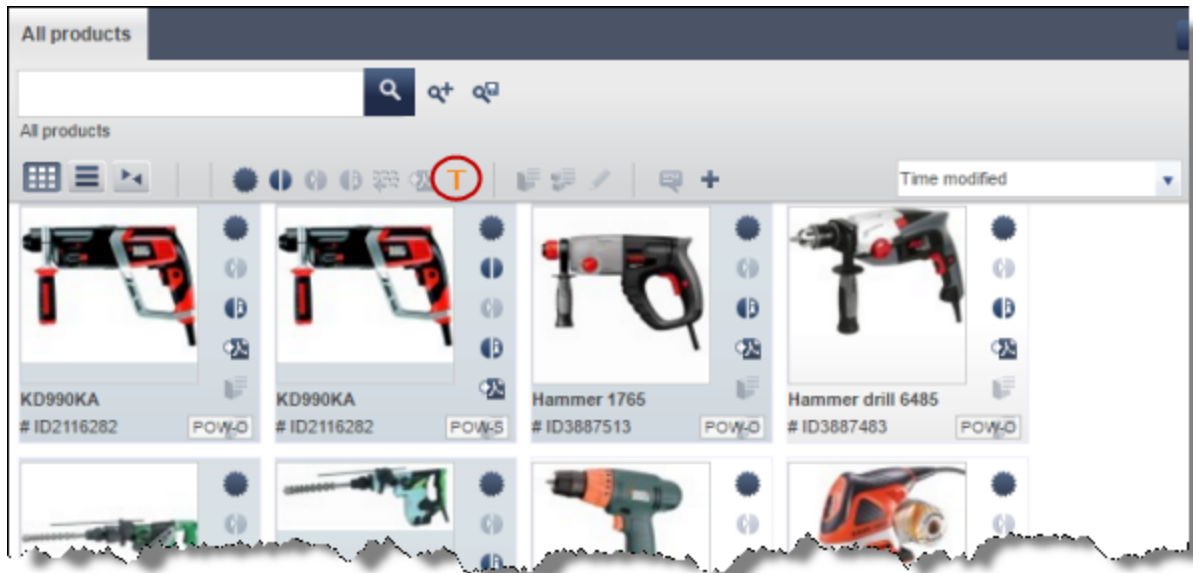 All products
All products
T
Time modified
KD990KA
# ID2116282
POW-O
KD990KA
# ID2116282
POW-S
Hammer 1765
# ID3887513
POW-O
Hammer drill 6485
# ID3887483
POW-O